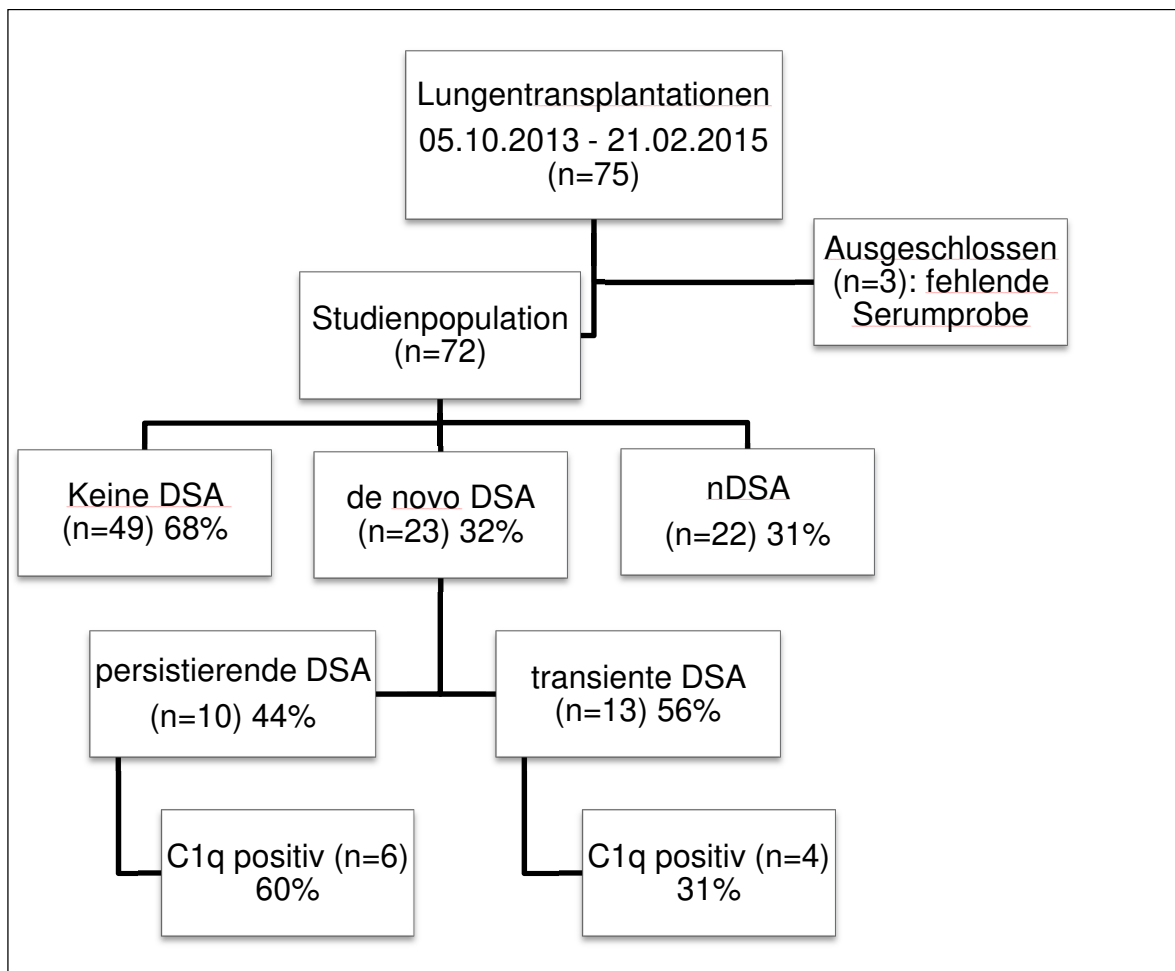 Lungentransplantationen
05.10.2013 - 21.02.2015
(n=75)
Ausgeschlossen
(n=3): fehlende
Serumprobe
Studienpopulation
(n=72)
Keine DSA
(n=49) 68%
de novo DSA
(n=23) 32%
nDSA
(n=22) 31%
persistierende DSA
(n=10) 44%
transiente DSA
(n=13) 56%
C1q positiv (n=6)
60%
C1q positiv (n=4)
31%